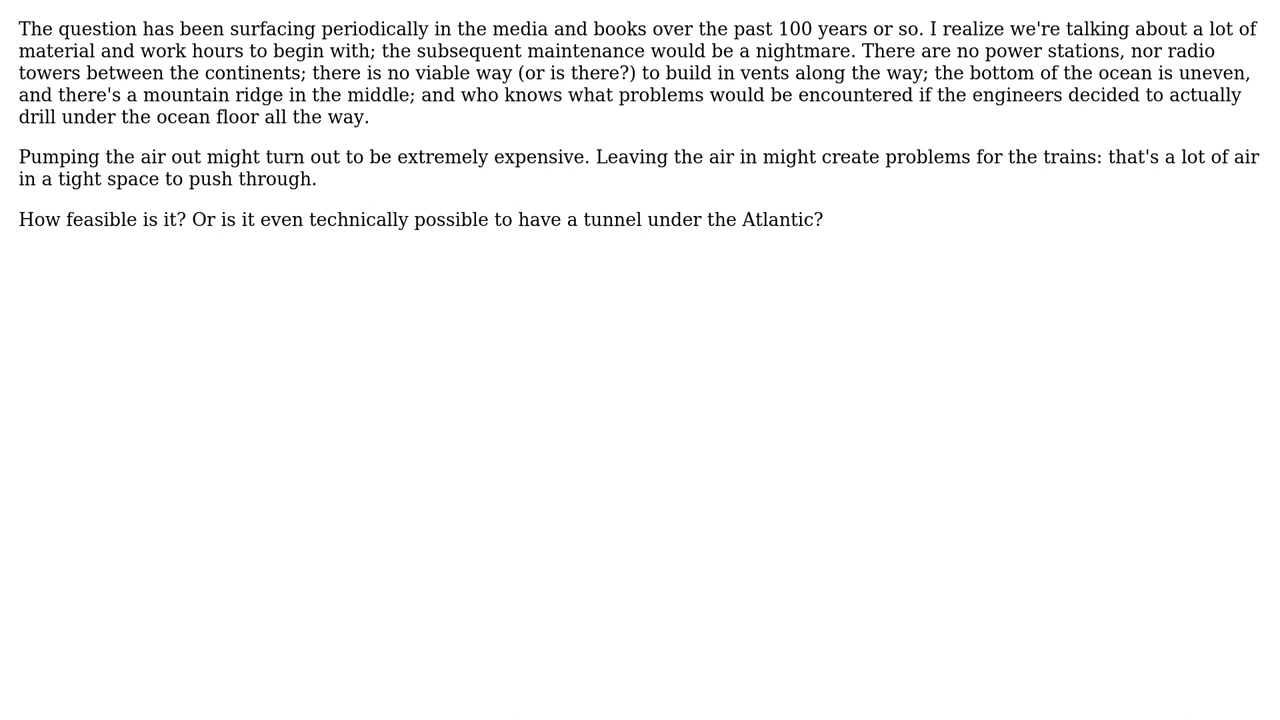 The question has been surfacing periodically in the media and books over the past 100 years or so. I realize we're talking about a lot of
material and work hours to begin with; the subsequent maintenance would be a nightmare. There are no power stations, nor radio
towers between the continents; there is no viable way (or is there?) to build in vents along the way; the bottom of the ocean is uneven,
and there's a mountain ridge in the middle; and who knows what problems would be encountered if the engineers decided to actually
drill under the ocean floor all the way.
Pumping the air out might turn out to be extremely expensive. Leaving the air in might create problems for the trains: that's a lot of air
in a tight space to push through.
How feasible is it? Or is it even technically possible to have a tunnel under the Atlantic?